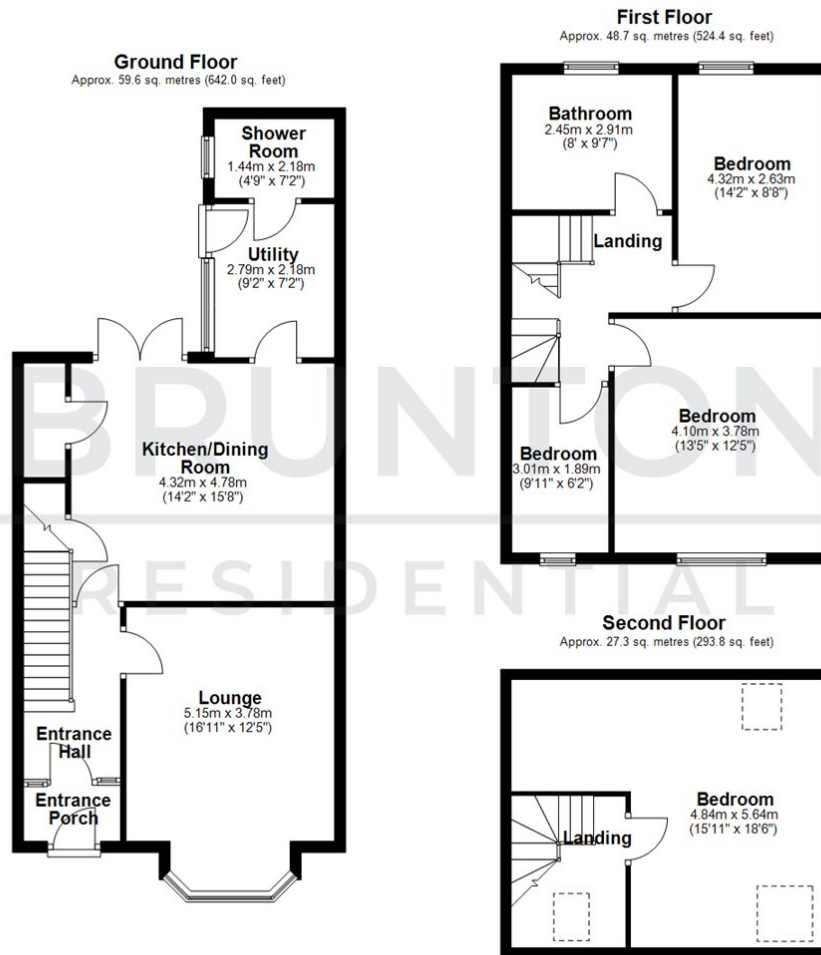 Ground Floor
Approx. 59.6 sq. metres (642.0 sq. feet)
Shower
Room
1.44m x 2.18m
(4'9" x 7'2")
Utility
2.79m x 2.18m
(9'2" x 7'2")
Kitchen/Dining
Room
4.32m x 4.78m
(14'2" x 15'8")
Lounge
5.15m x 3.78m
(16'11" x 12'5")
Entrance
Hall
Entrance
Porch
First Floor
Approx. 48.7 sq. metres (524.4 sq. feet)
Bathroom
2.45m x 2.91m
(8' x 9'7")
Bedroom
4.32m x 2.63m
(14'2" x 8'8")
Landing
Bedroom
4.10m x 3.78m
(13'5" x 12'5")
Bedroom
3.01m x 1.89m
(9'11" x 6'2")
Second Floor
Approx. 27.3 sq. metres (293.8 sq. feet)
Bedroom
4.84m x 5.64m
(15'11" x 18'6")
Landing
BRUNTON
RESIDENTIAL